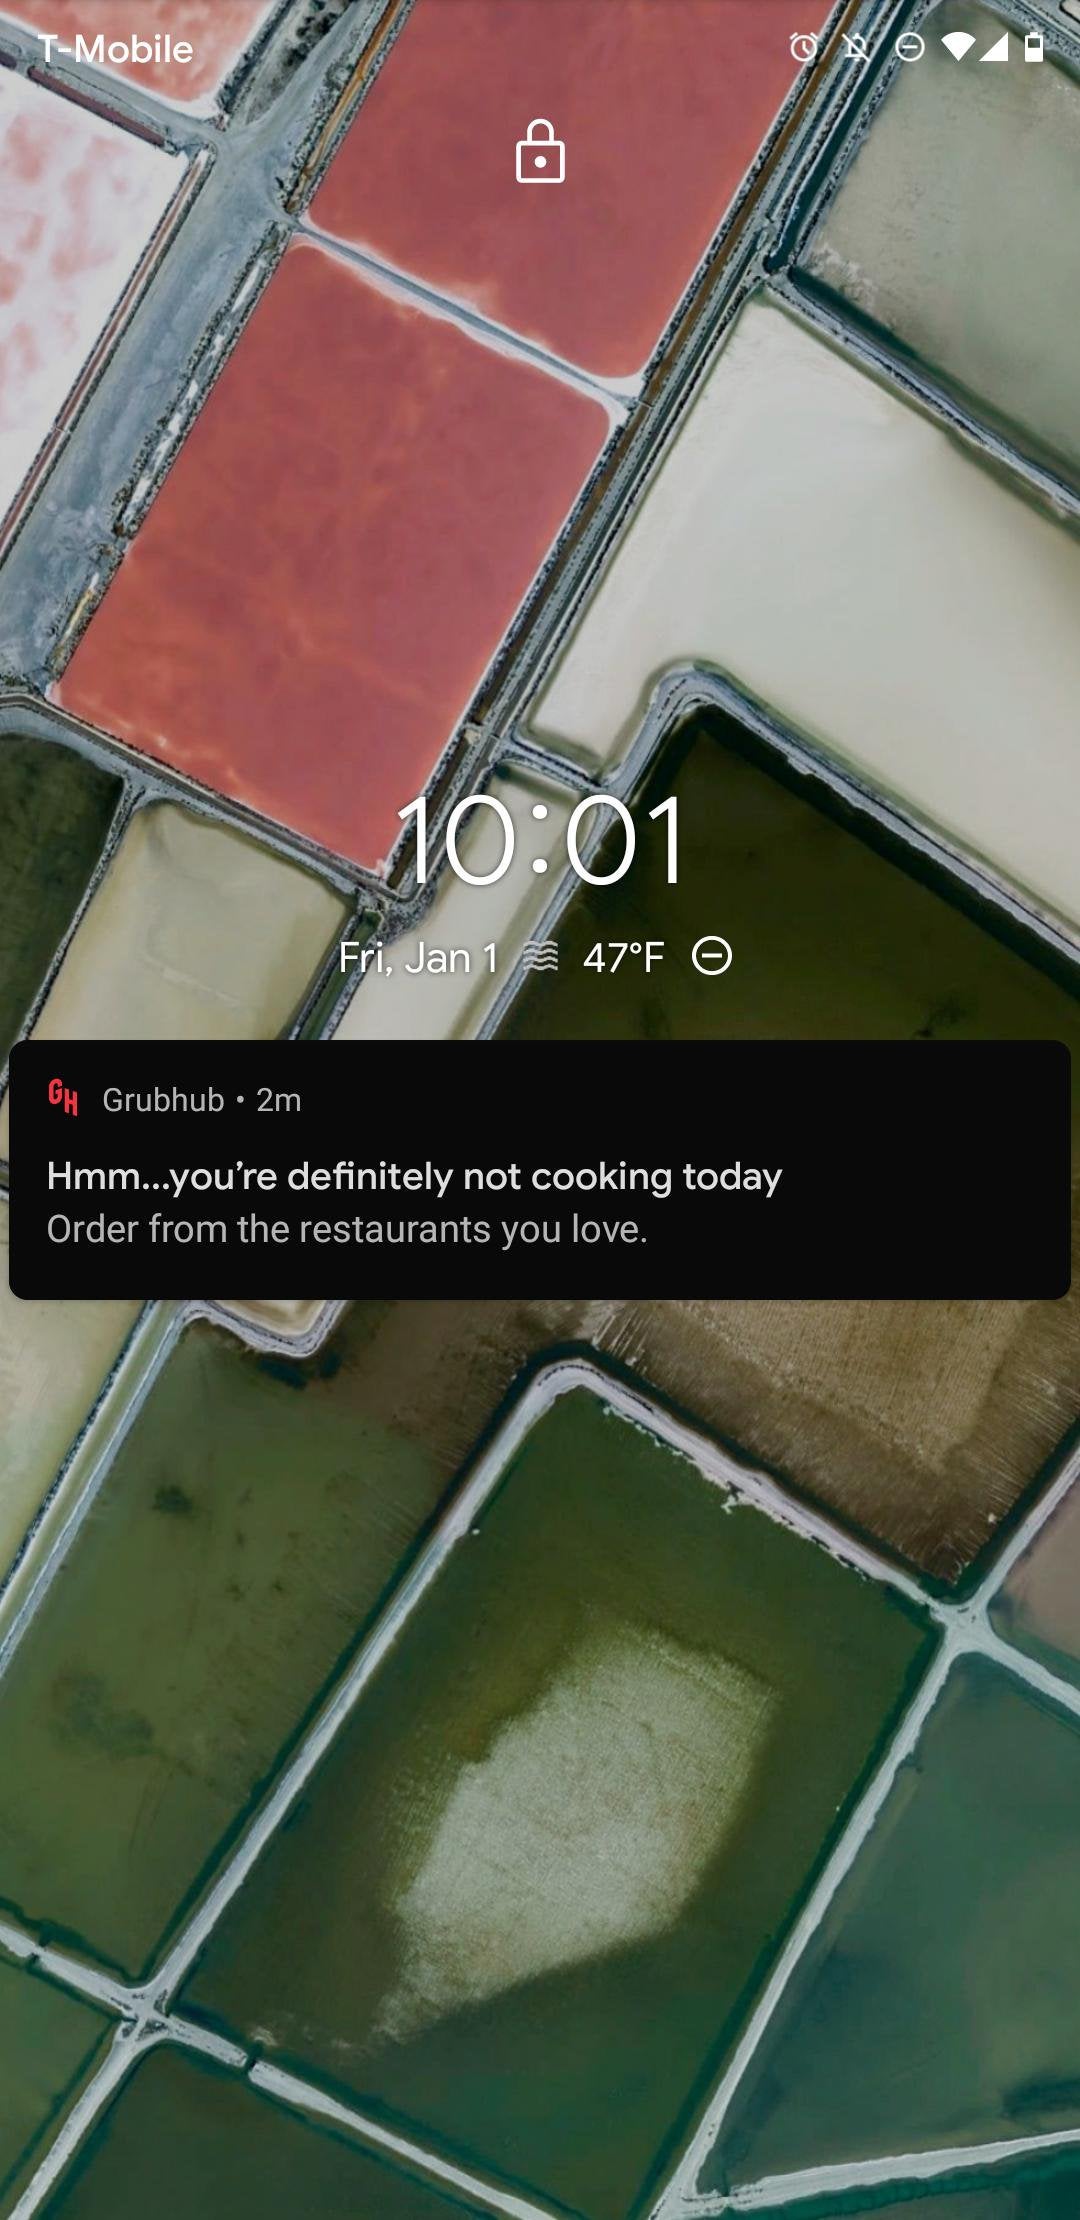 T-Mobile
10:01
Fri, Jan 1 47°F
GH Grubhub • 2m
Hmm...you’re definitely not cooking today
Order from the restaurants you love.